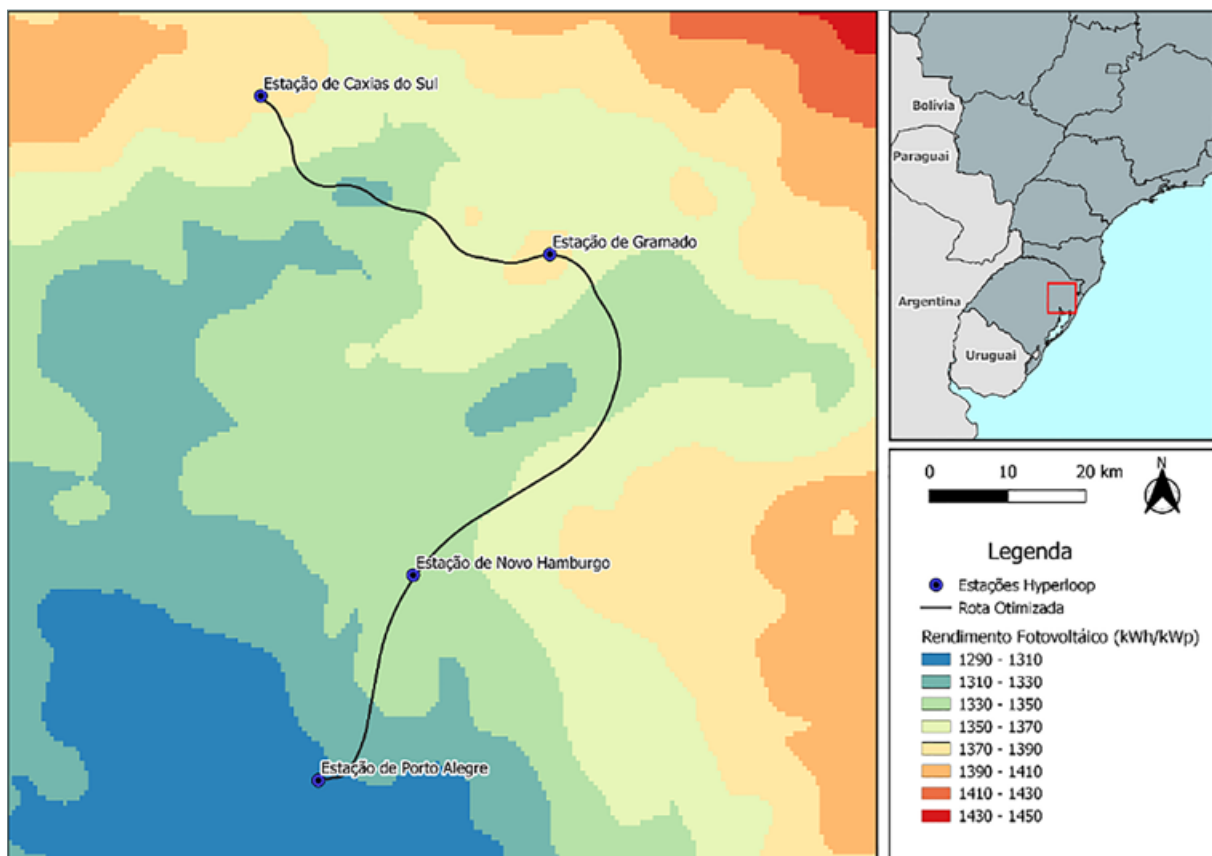 Estação de Caxias do Sul
Estação de Gramado
Estação de Novo Hamburgo
Estação de Porto Alegre
Bolívia
Paraguai
Argentina
Uruguai
0 10 20 km
N
Legenda
Estações Hyperloop
Rota Otimizada
Rendimento Fotovoltáico (kWh/kWp)
1290 - 1310
1310 - 1330
1330 - 1350
1350 - 1370
1370 - 1390
1390 - 1410
1410 - 1430
1430 - 1450